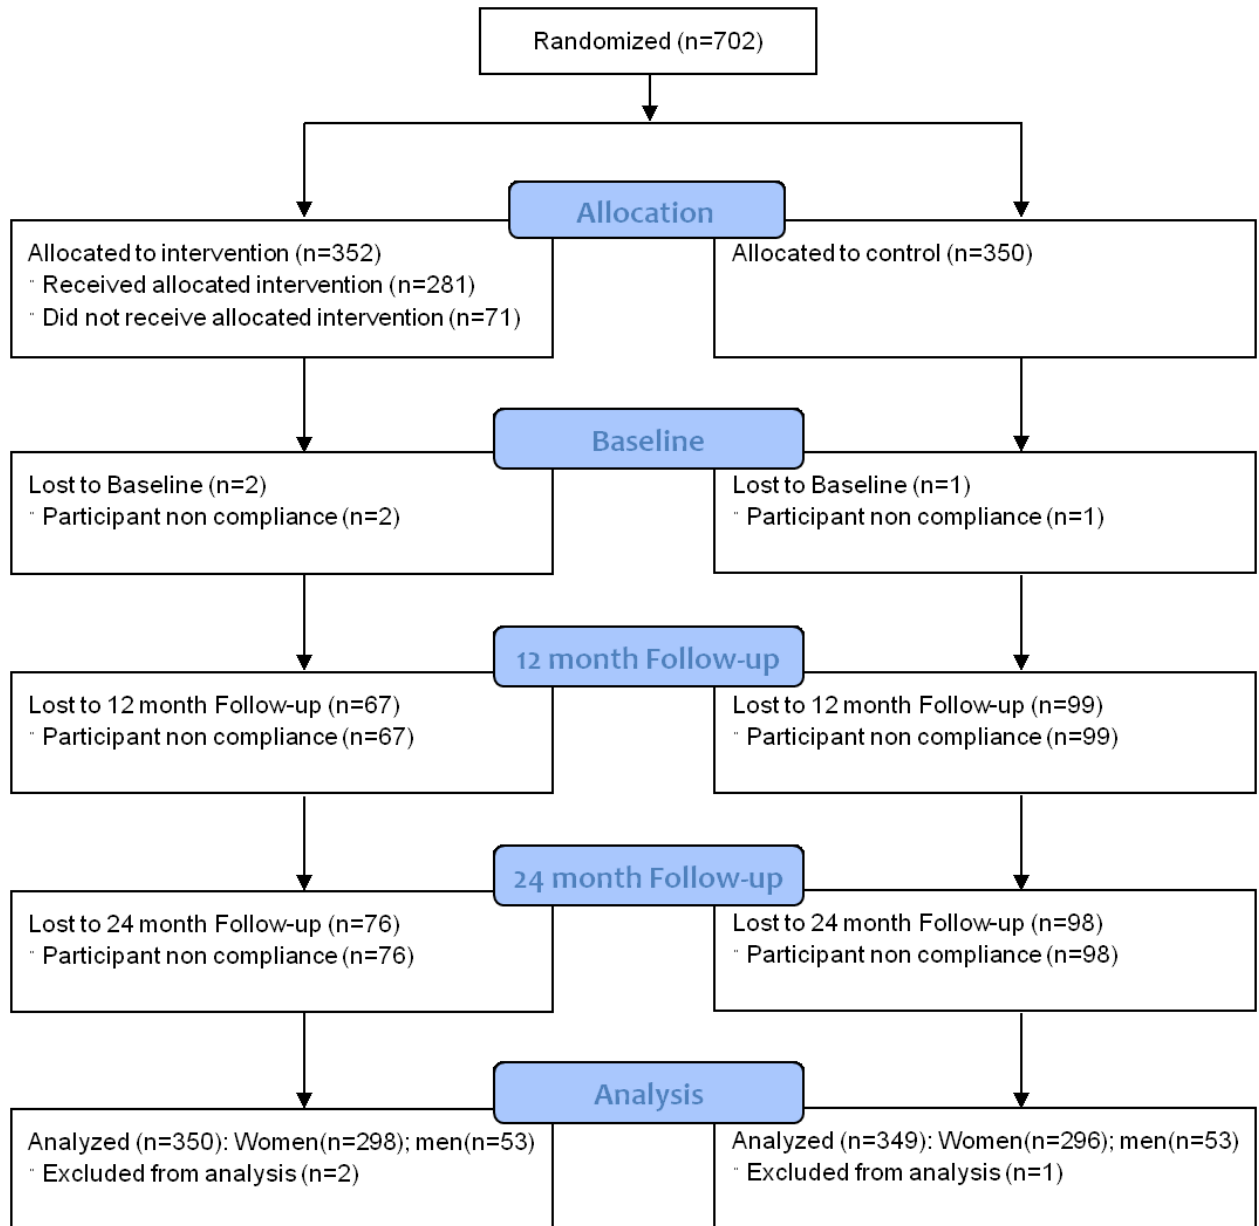 Randomized (n=702)
Allocation
Allocated to intervention (n=352)
¨ Received allocated intervention (n=281)
¨ Did not receive allocated intervention (n=71)
Allocated to control (n=350)
Baseline
Lost to Baseline (n=2)
¨ Participant non compliance (n=2)
Lost to Baseline (n=1)
¨ Participant non compliance (n=1)
12 month Follow-up
Lost to 12 month Follow-up (n=67)
¨ Participant non compliance (n=67)
Lost to 12 month Follow-up (n=99)
¨ Participant non compliance (n=99)
24 month Follow-up
Lost to 24 month Follow-up (n=76)
¨ Participant non compliance (n=76)
Lost to 24 month Follow-up (n=98)
¨ Participant non compliance (n=98)
Analysis
Analyzed (n=350): Women(n=298); men(n=53)
¨ Excluded from analysis (n=2)
Analyzed (n=349): Women(n=296); men(n=53)
¨ Excluded from analysis (n=1)